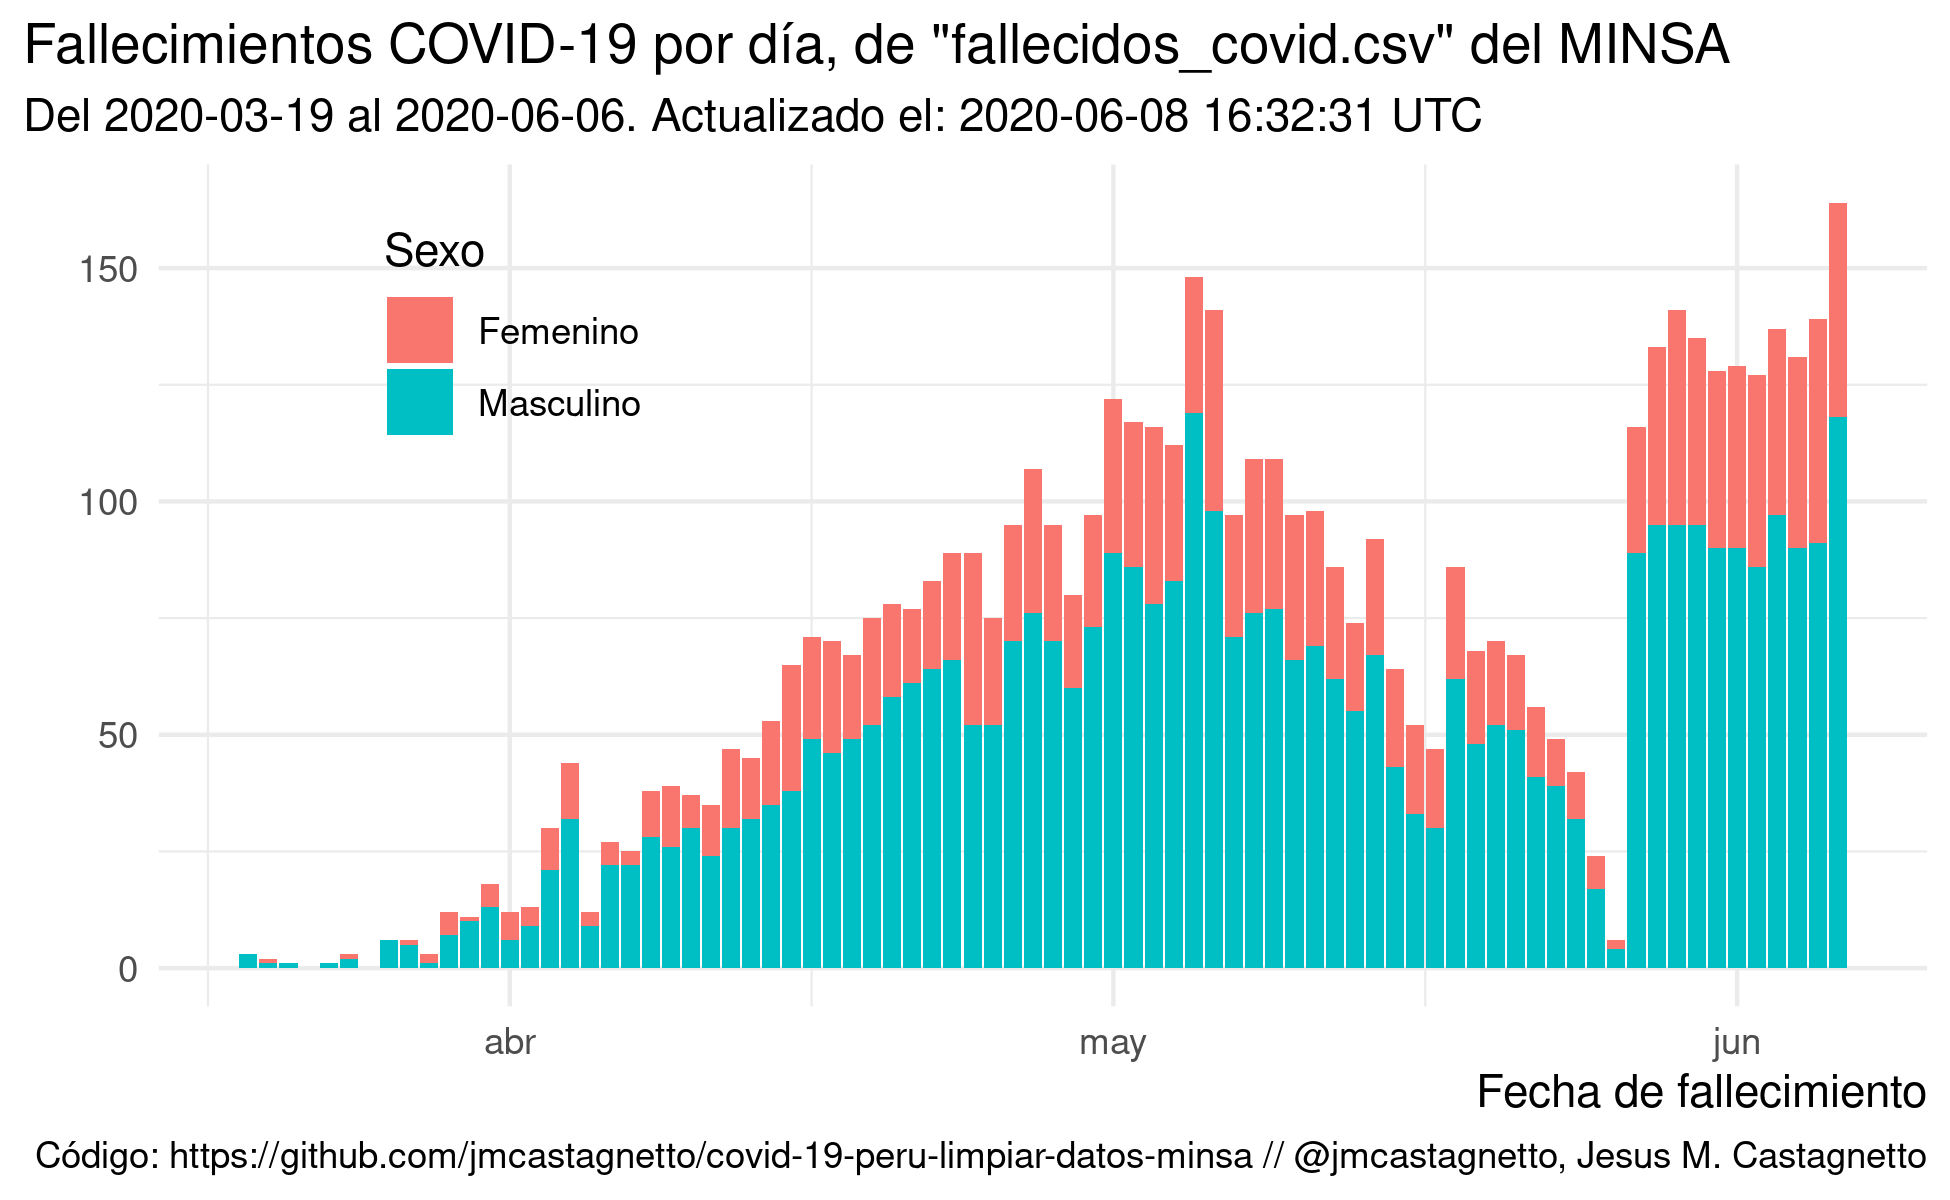 Fallecimientos COVID-19 por día, de "fallecidos_covid.csv" del MINSA
Del 2020-03-19 al 2020-06-06. Actualizado el: 2020-06-08 16:32:31 UTC
Sexo
Femenino
Masculino
150
100
50
0
abr may jun
Fecha de fallecimiento
Código: https://github.com/jmcastagnetto/covid-19-peru-limpiar-datos-minsa // @jmcastagnetto, Jesus M. Castagnetto